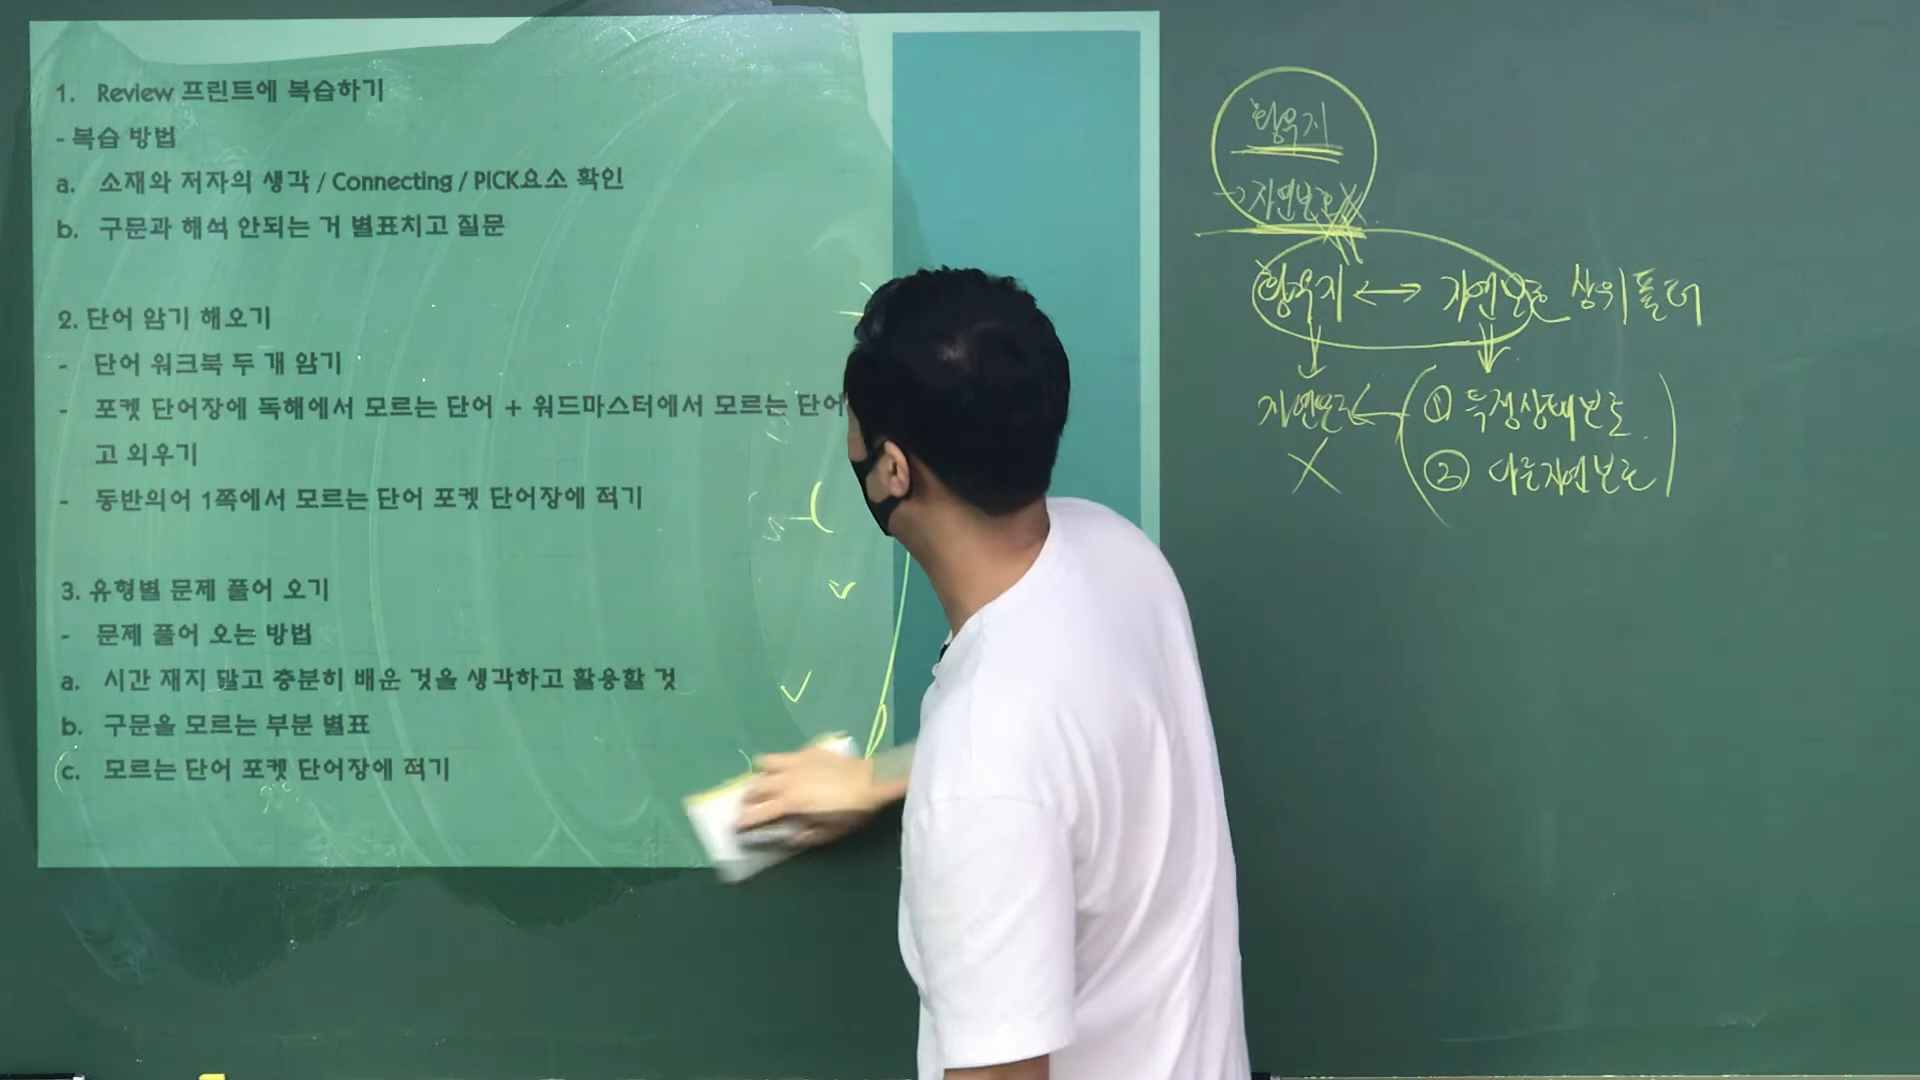 1. Review 프린트에 복습하기
- 복습 방법
a. 소재와 저자의 생각 / Connecting / PICK요소 확인
b. 구문과 해석 안되는 거 별표치고 질문
2. 단어 암기 해오기
- 단어 워크북 두 개 암기
- 포켓 단어장에 독해에서 모르는 단어 + 워드마스터에서 모르는 단어
고 외우기
- 동반의어 1쪽에서 모르는 단어 포켓 단어장에 적기
3. 유형별 문제 풀어 오기
- 문제 풀어 오는 방법
a. 시간 재지 말고 충분히 배운 것을 생각하고 활용할 것
b. 구문을 모르는 부분 별표
c. 모르는 단어 포켓 단어장에 적기
황무지
→ 자연보호 X
황무지 ↔ 자연보호 상위폴더
자연보호 ← ① 특정상태보호
X ② 다른자연보호